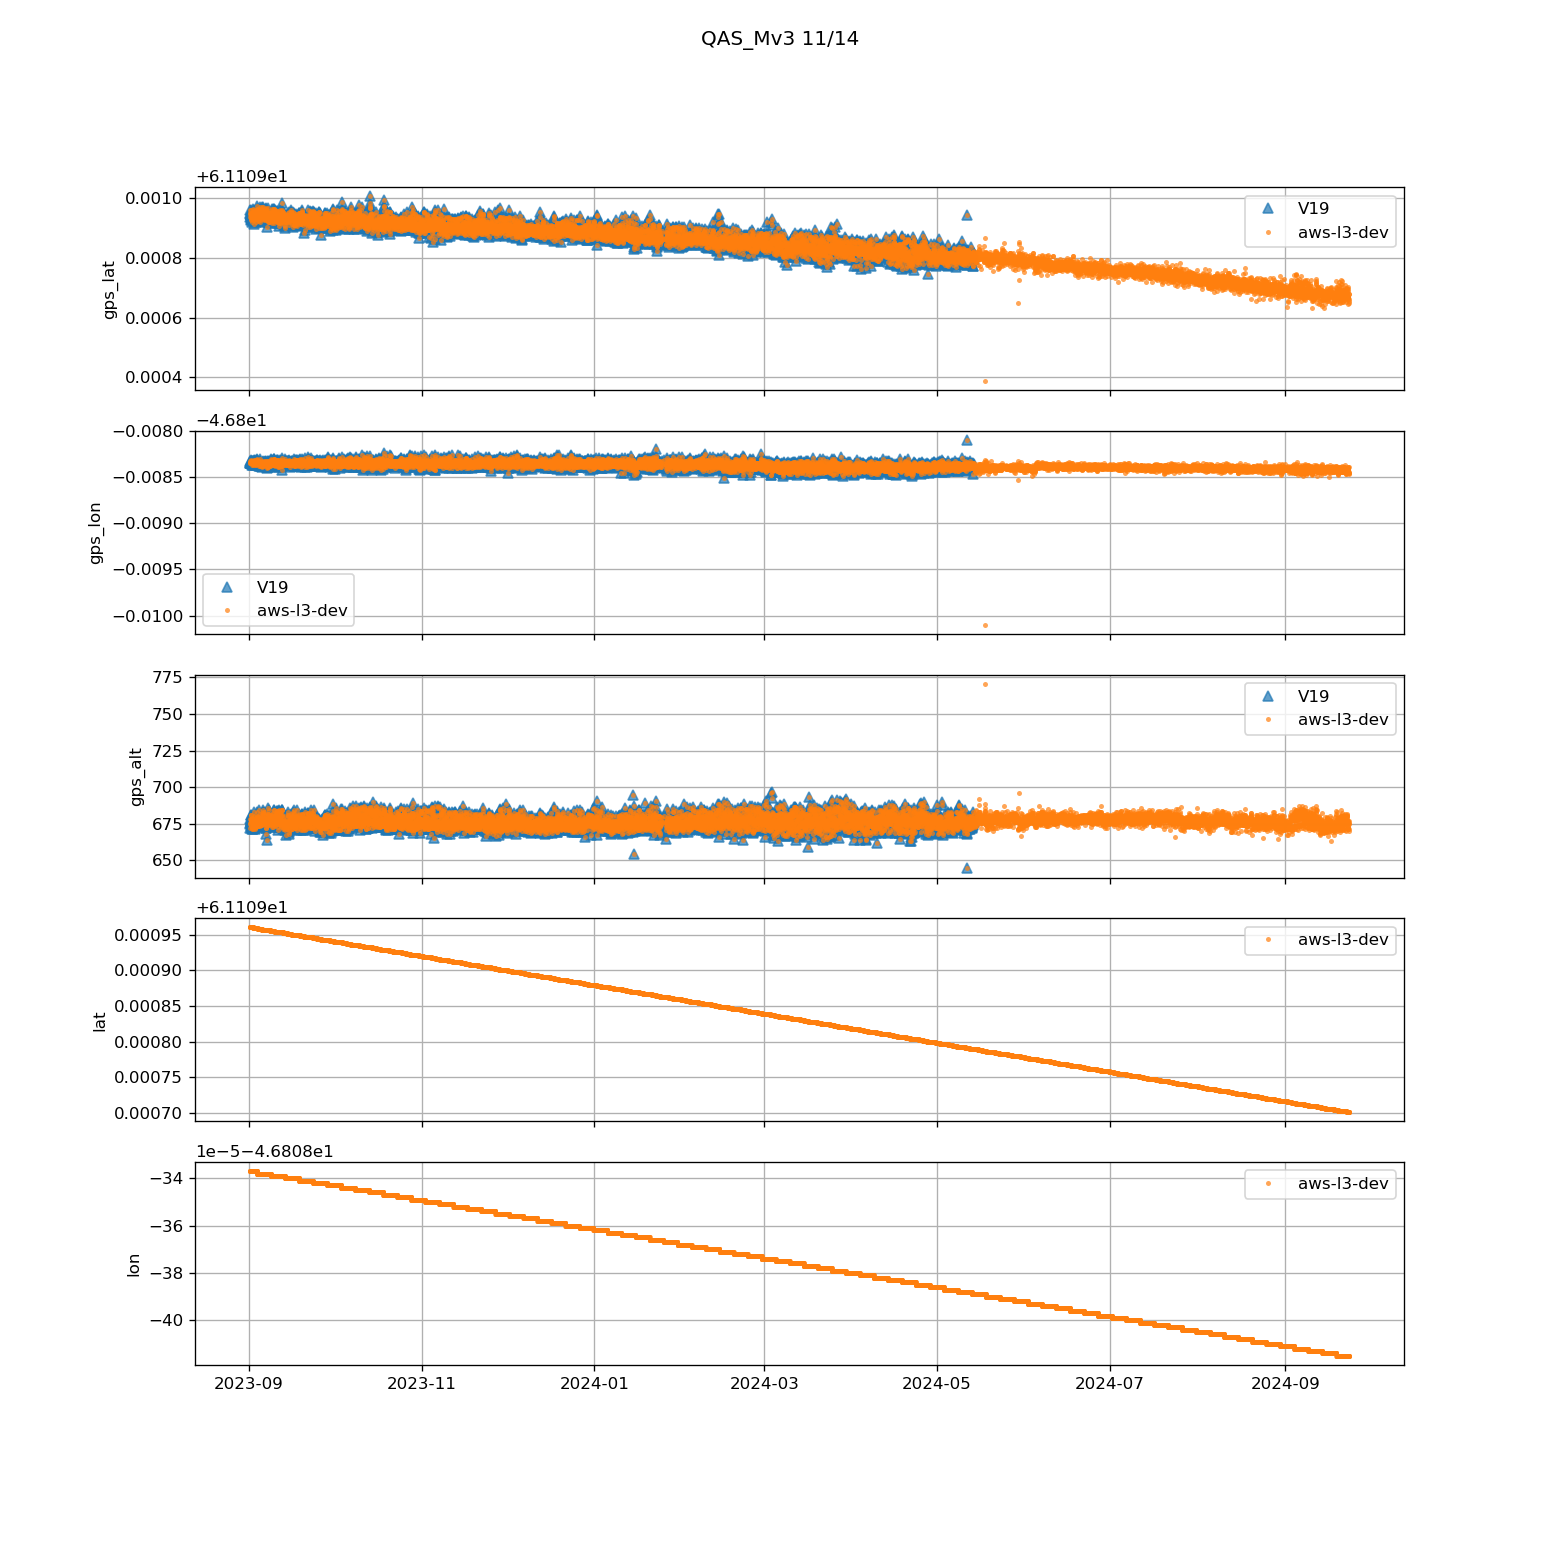 QAS_Mv3 11/14
+6.1109e1
0.0010
0.0008
0.0006
0.0004
gps_lat
V19
aws-l3-dev
−4.68e1
−0.0080
−0.0085
−0.0090
−0.0095
−0.0100
gps_lon
V19
aws-l3-dev
775
750
725
700
675
650
gps_alt
V19
aws-l3-dev
+6.1109e1
0.00095
0.00090
0.00085
0.00080
0.00075
0.00070
lat
aws-l3-dev
1e−5−4.6808e1
−34
−36
−38
−40
lon
aws-l3-dev
2023-09 2023-11 2024-01 2024-03 2024-05 2024-07 2024-09